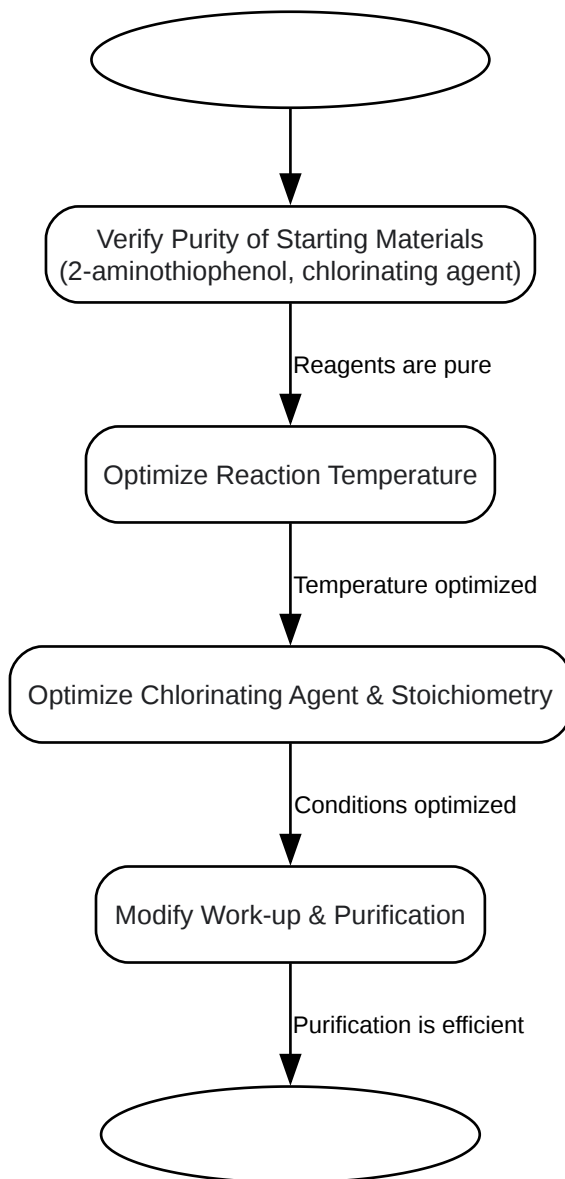 Verify Purity of Starting Materials
(2-aminothiophenol, chlorinating agent)
Reagents are pure
Optimize Reaction Temperature
Temperature optimized
Optimize Chlorinating Agent & Stoichiometry
Conditions optimized
Modify Work-up & Purification
Purification is efficient